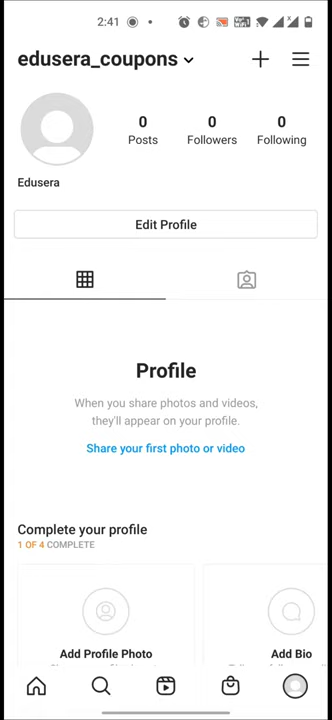 2:41
edusera_coupons
0 0 0
Posts Followers Following
Edusera
Edit Profile
Profile
When you share photos and videos,
they'll appear on your profile.
Share your first photo or video
Complete your profile
1 OF 4 COMPLETE
Add Profile Photo Add Bio